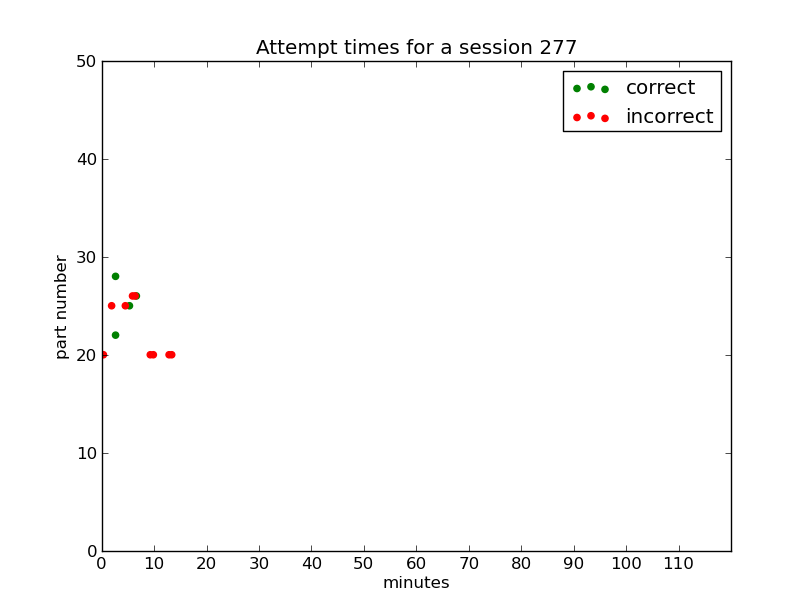 Attempt times for a session 277
correct
incorrect
50
40
30
20
10
0
part number
0 10 20 30 40 50 60 70 80 90 100 110
minutes